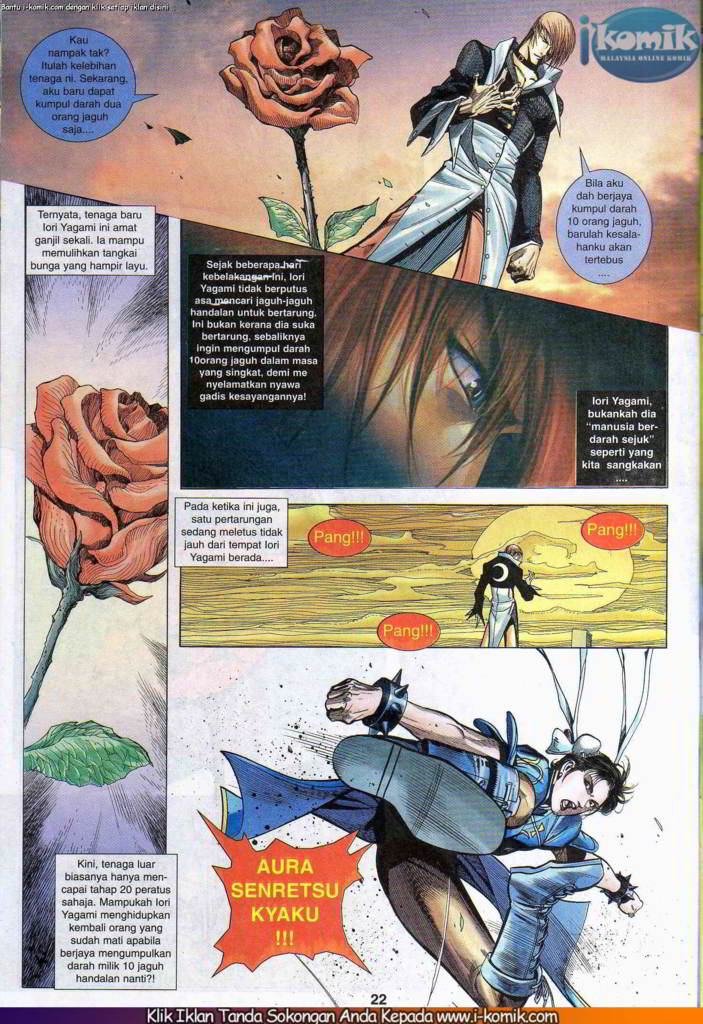 Bantu i-komik.com dengan klik setiap iklan disini
Kau
nampak tak?
Itulah kelebihan
tenaga ni. Sekarang,
aku baru dapat
kumpul darah dua
orang jaguh
saja....
ikomik
MALAYSIA ONLINE KOMIK
Bila aku
dah berjaya
kumpul darah
10 orang jaguh,
barulah kesala-
hanku akan
tertebus
....
Ternyata, tenaga baru
Iori Yagami ini amat
ganjil sekali. Ia mampu
memulihkan tangkai
bunga yang hampir layu.
Sejak beberapa hari
kebelakangan ini, Iori
Yagami tidak berputus
asa mencari jaguh-jaguh
handalan untuk bertarung.
Ini bukan kerana dia suka
bertarung, sebaliknya
ingin mengumpul darah
10orang jaguh dalam masa
yang singkat, demi me
nyelamatkan nyawa
gadis kesayangannya!
Iori Yagami,
bukankah dia
“manusia ber-
darah sejuk”
seperti yang
kita sangkakan
....
Pada ketika ini juga,
satu pertarungan
sedang meletus tidak
jauh dari tempat Iori
Yagami berada....
Pang!!!
Pang!!!
Pang!!!
AURA
SENRETSU
KYAKU
!!!
Kini, tenaga luar
biasanya hanya men-
capai tahap 20 peratus
sahaja. Mampukah Iori
Yagami menghidupkan
kembali orang yang
sudah mati apabila
berjaya mengumpulkan
darah milik 10 jaguh
handalan nanti?!
22
Klik Iklan Tanda Sokongan Anda Kepada www.i-komik.com